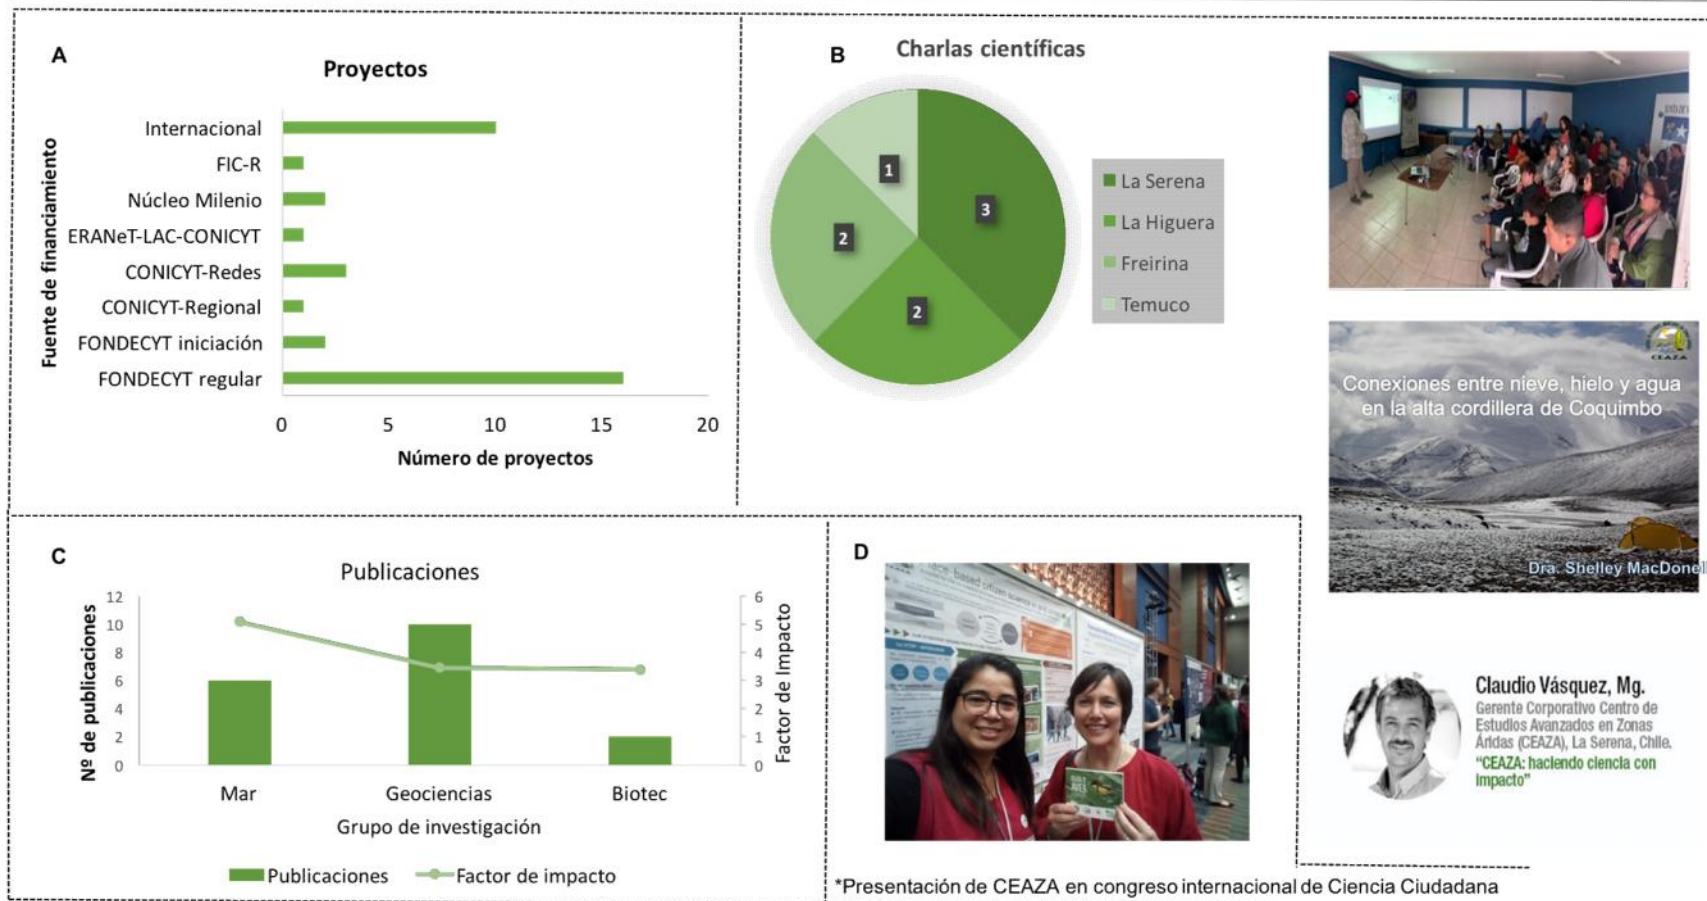 A
Proyectos
Fuente de financiamiento
Internacional
FIC-R
Núcleo Milenio
ERANeT-LAC-CONICYT
CONICYT-Redes
CONICYT-Regional
FONDECYT iniciación
FONDECYT regular
0 5 10 15 20
Número de proyectos
B
Charlas científicas
1
3
2
2
La Serena
La Higuera
Freirina
Temuco
CEAZA
Conexiones entre nieve, hielo y agua
en la alta cordillera de Coquimbo
Dra. Shelley MacDonell
C
Publicaciones
Nº de publicaciones
12
10
8
6
4
2
0
6
5
4
3
2
1
0
Factor de Impacto
Mar Geociencias Biotec
Grupo de investigación
Publicaciones Factor de impacto
D
based citizen science
Claudio Vásquez, Mg.
Gerente Corporativo Centro de
Estudios Avanzados en Zonas
Áridas (CEAZA), La Serena, Chile.
“CEAZA: haciendo ciencia con
impacto”
*Presentación de CEAZA en congreso internacional de Ciencia Ciudadana